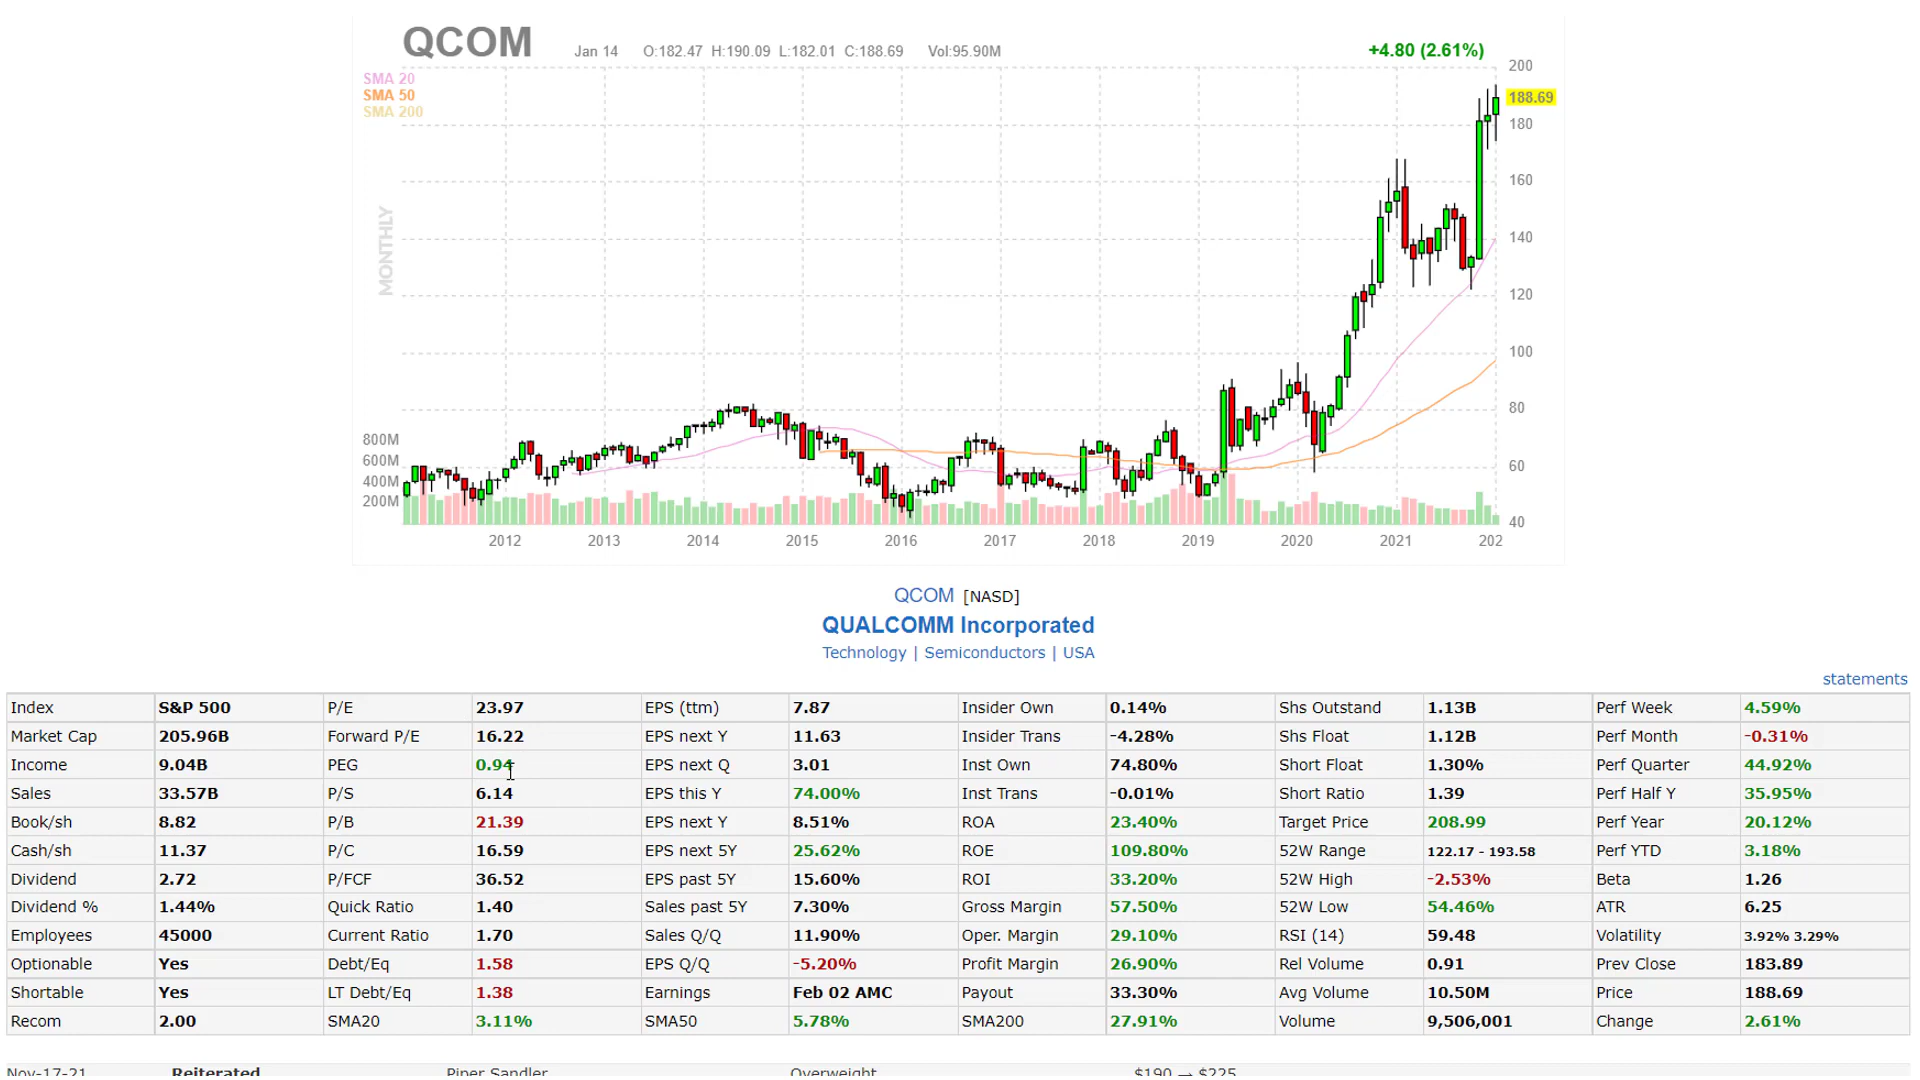 QCOM Jan 14 O:182.47 H:190.09 L:182.01 C:188.69 Vol:95.90M +4.80 (2.61%)
SMA 20
SMA 50
SMA 200
MONTHLY
200
188.69
180
160
140
120
100
80
60
40
800M
600M
400M
200M
2012 2013 2014 2015 2016 2017 2018 2019 2020 2021 202
QCOM [NASD]
QUALCOMM Incorporated
Technology | Semiconductors | USA
statements
Index S&P 500 P/E 23.97 EPS (ttm) 7.87 Insider Own 0.14% Shs Outstand 1.13B Perf Week 4.59%
Market Cap 205.96B Forward P/E 16.22 EPS next Y 11.63 Insider Trans -4.28% Shs Float 1.12B Perf Month -0.31%
Income 9.04B PEG 0.94 EPS next Q 3.01 Inst Own 74.80% Short Float 1.30% Perf Quarter 44.92%
Sales 33.57B P/S 6.14 EPS this Y 74.00% Inst Trans -0.01% Short Ratio 1.39 Perf Half Y 35.95%
Book/sh 8.82 P/B 21.39 EPS next Y 8.51% ROA 23.40% Target Price 208.99 Perf Year 20.12%
Cash/sh 11.37 P/C 16.59 EPS next 5Y 25.62% ROE 109.80% 52W Range 122.17 - 193.58 Perf YTD 3.18%
Dividend 2.72 P/FCF 36.52 EPS past 5Y 15.60% ROI 33.20% 52W High -2.53% Beta 1.26
Dividend % 1.44% Quick Ratio 1.40 Sales past 5Y 7.30% Gross Margin 57.50% 52W Low 54.46% ATR 6.25
Employees 45000 Current Ratio 1.70 Sales Q/Q 11.90% Oper. Margin 29.10% RSI (14) 59.48 Volatility 3.92% 3.29%
Optionable Yes Debt/Eq 1.58 EPS Q/Q -5.20% Profit Margin 26.90% Rel Volume 0.91 Prev Close 183.89
Shortable Yes LT Debt/Eq 1.38 Earnings Feb 02 AMC Payout 33.30% Avg Volume 10.50M Price 188.69
Recom 2.00 SMA20 3.11% SMA50 5.78% SMA200 27.91% Volume 9,506,001 Change 2.61%
Nov-17-21 Reiterated Piper Sandler Overweight $190 → $225